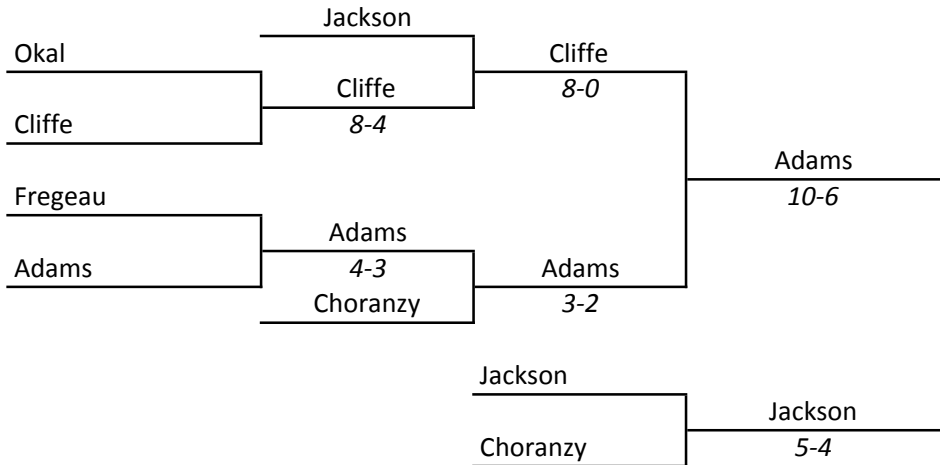 Jackson
Okal
Cliffe
Cliffe
8-0
8-4
Cliffe
Adams
10-6
Fregeau
Adams
4-3
Adams
Adams
3-2
Choranzy
Jackson
Jackson
5-4
Choranzy